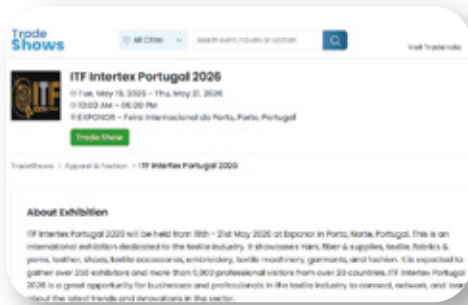 Trade
Shows
All Cities
Search event, industry or location
Visit TradeIndia
ITF
ITF Intertex Portugal 2026
Tue, May 19, 2026 - Thu, May 21, 2026
10:00 AM - 06:00 PM
EXPONOR - Feira Internacional do Porto, Porto, Portugal
Trade Show
TradeShows > Apparel & Fashion > ITF Intertex Portugal 2026
About Exhibition
ITF Intertex Portugal 2026 will be held from 19th - 21st May 2026 at Exponor in Porto, Norte, Portugal. This is an
international exhibition dedicated to the textile industry. It showcases Yarn, fiber & supplies, textile, fabrics &
yarns, leather, shoes, textile accessories, embroidery, textile machinery, garments, and fashion. It is expected to
gather over 200 exhibitors and more than 5,000 professional visitors from over 20 countries. ITF Intertex Portugal
2026 is a great opportunity for businesses and professionals in the textile industry to connect, network, and
about the latest trends and innovations in the sector.